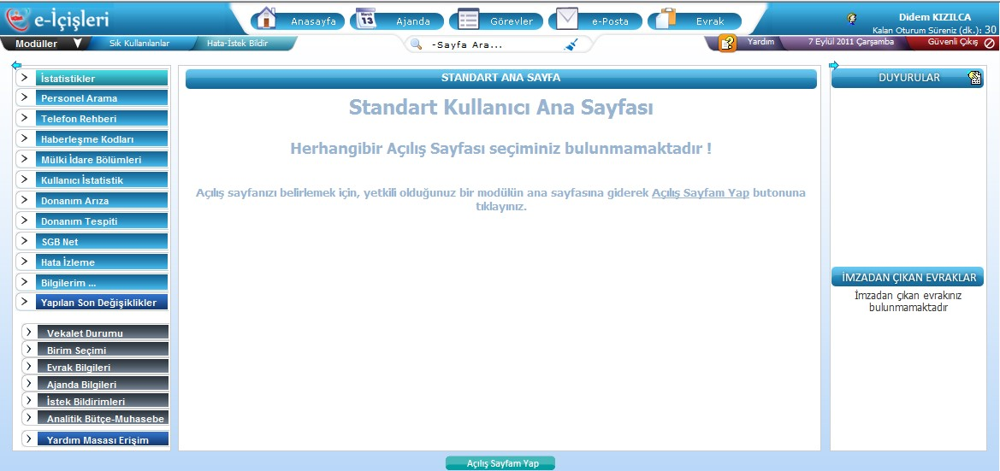 e-İçişleri
Anasayfa
March 13
Ajanda
Görevler
e-Posta
Evrak
Didem KIZILCA
Kalan Oturum Süreniz (dk.): 30
Modüller
Sık Kullanılanlar
Hata-İstek Bildir
-Sayfa Ara...
Yardım
7 Eylül 2011 Çarşamba
Güvenli Çıkış
İstatistikler
Personel Arama
Telefon Rehberi
Haberleşme Kodları
Mülki İdare Bölümleri
Kullanıcı İstatistik
Donanım Arıza
Donanım Tespiti
SGB Net
Hata İzleme
Bilgilerim ...
Yapılan Son Değişiklikler
Vekalet Durumu
Birim Seçimi
Evrak Bilgileri
Ajanda Bilgileri
İstek Bildirimleri
Analitik Bütçe-Muhasebe
Yardım Masası Erişim
STANDART ANA SAYFA
Standart Kullanıcı Ana Sayfası
Herhangibir Açılış Sayfası seçiminiz bulunmamaktadır !
Açılış sayfanızı belirlemek için, yetkili olduğunuz bir modülün ana sayfasına giderek Açılış Sayfam Yap butonuna
tıklayınız.
DUYURULAR
İMZADAN ÇIKAN EVRAKLAR
İmzadan çıkan evrakınız
bulunmamaktadır
Açılış Sayfam Yap